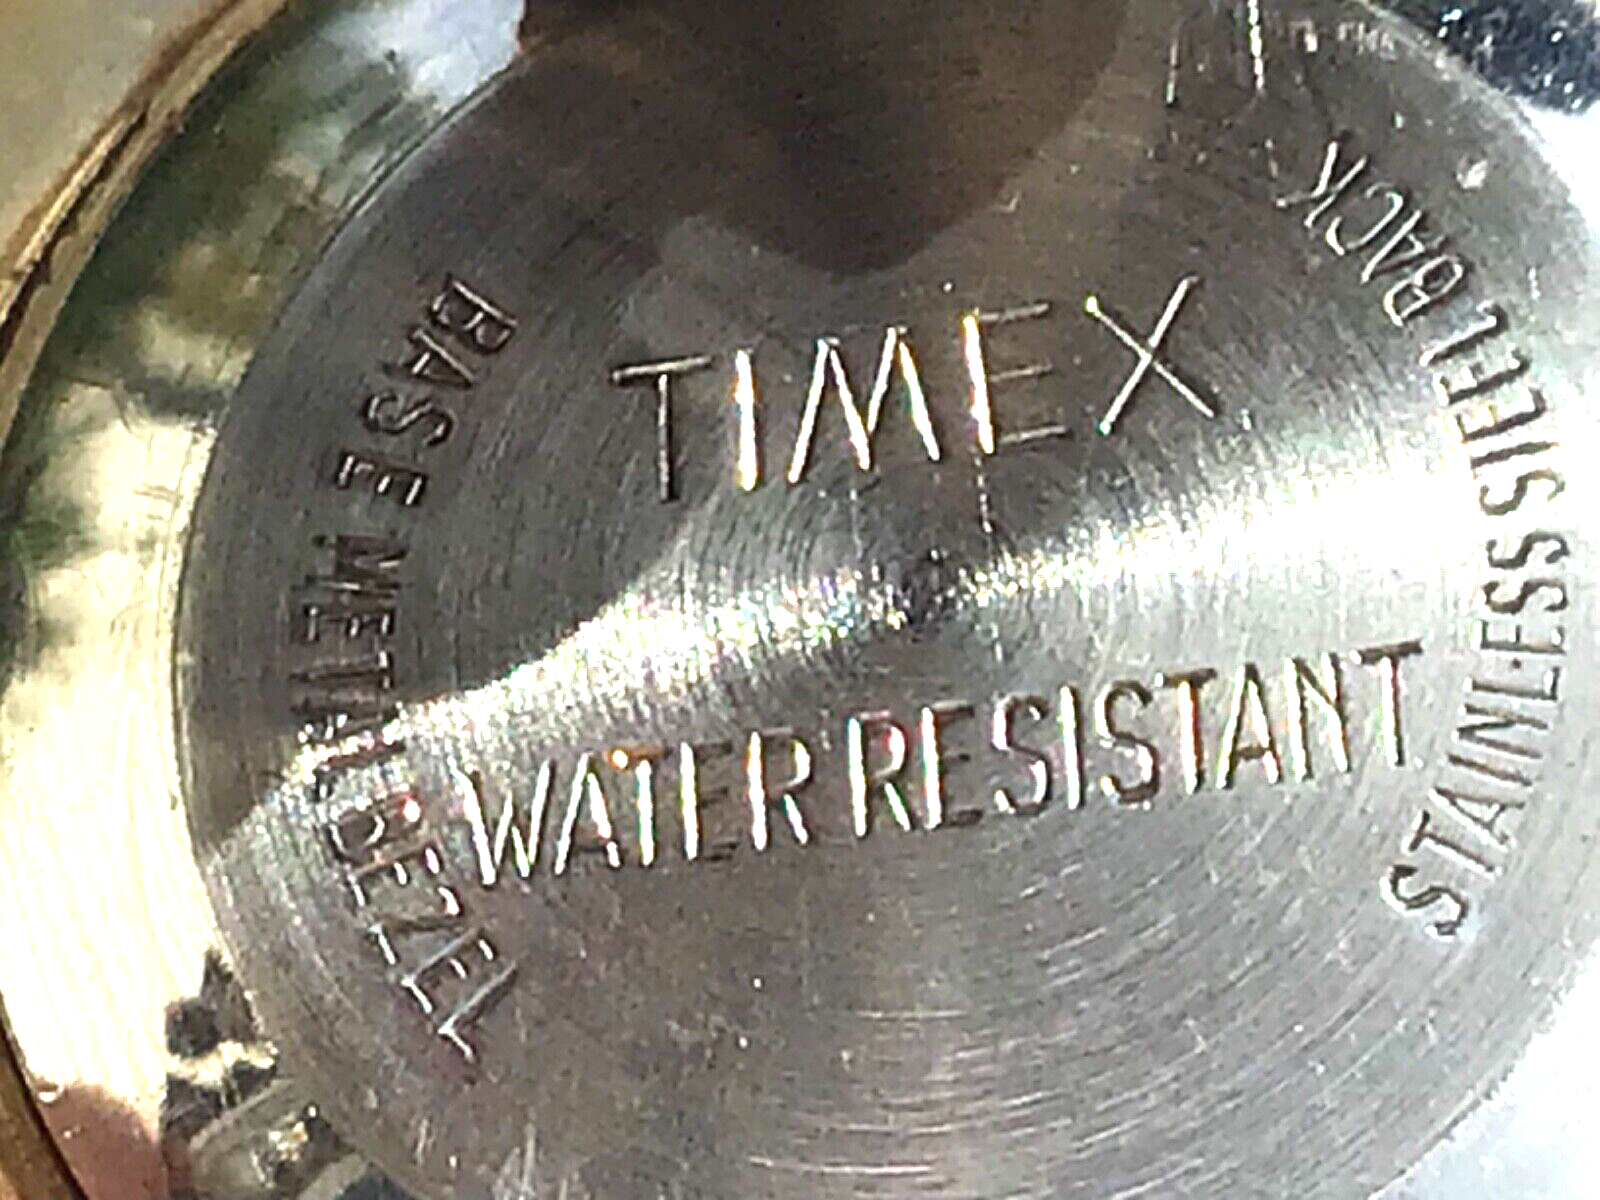 TIMEX
WATER RESISTANT
BASE METAL BEZEL
STAINLESS STEEL BACK